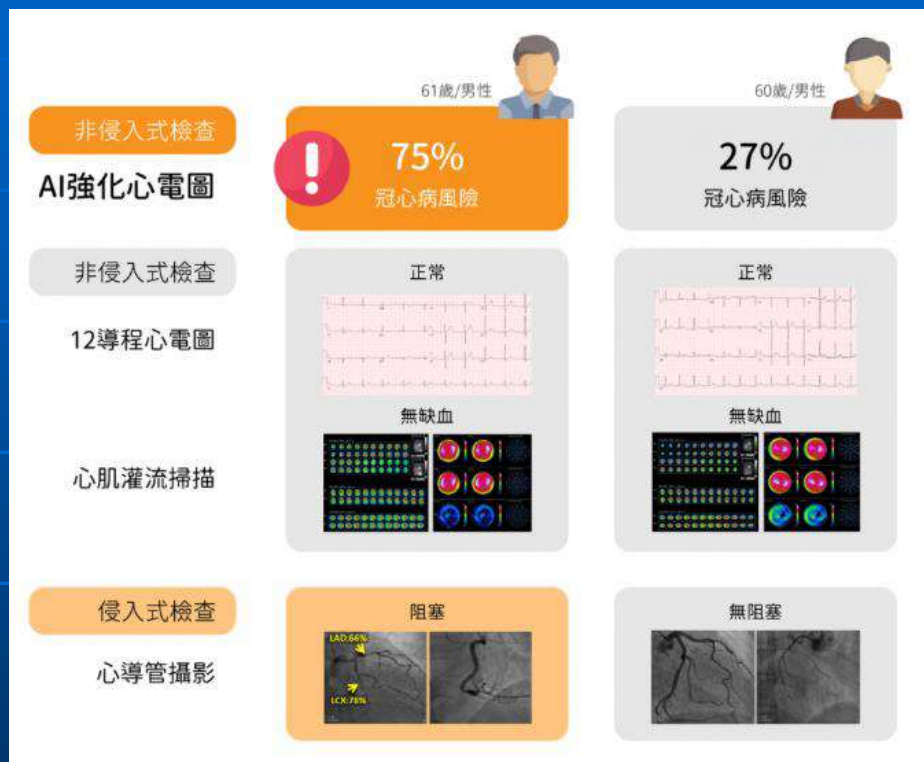 61歲/男性
60歲/男性
非侵入式檢查
AI強化心電圖
75%
冠心病風險
27%
冠心病風險
非侵入式檢查
正常
正常
12導程心電圖
無缺血
無缺血
心肌灌流掃描
侵入式檢查
阻塞
無阻塞
心導管攝影
LAD:66%
LCX:78%